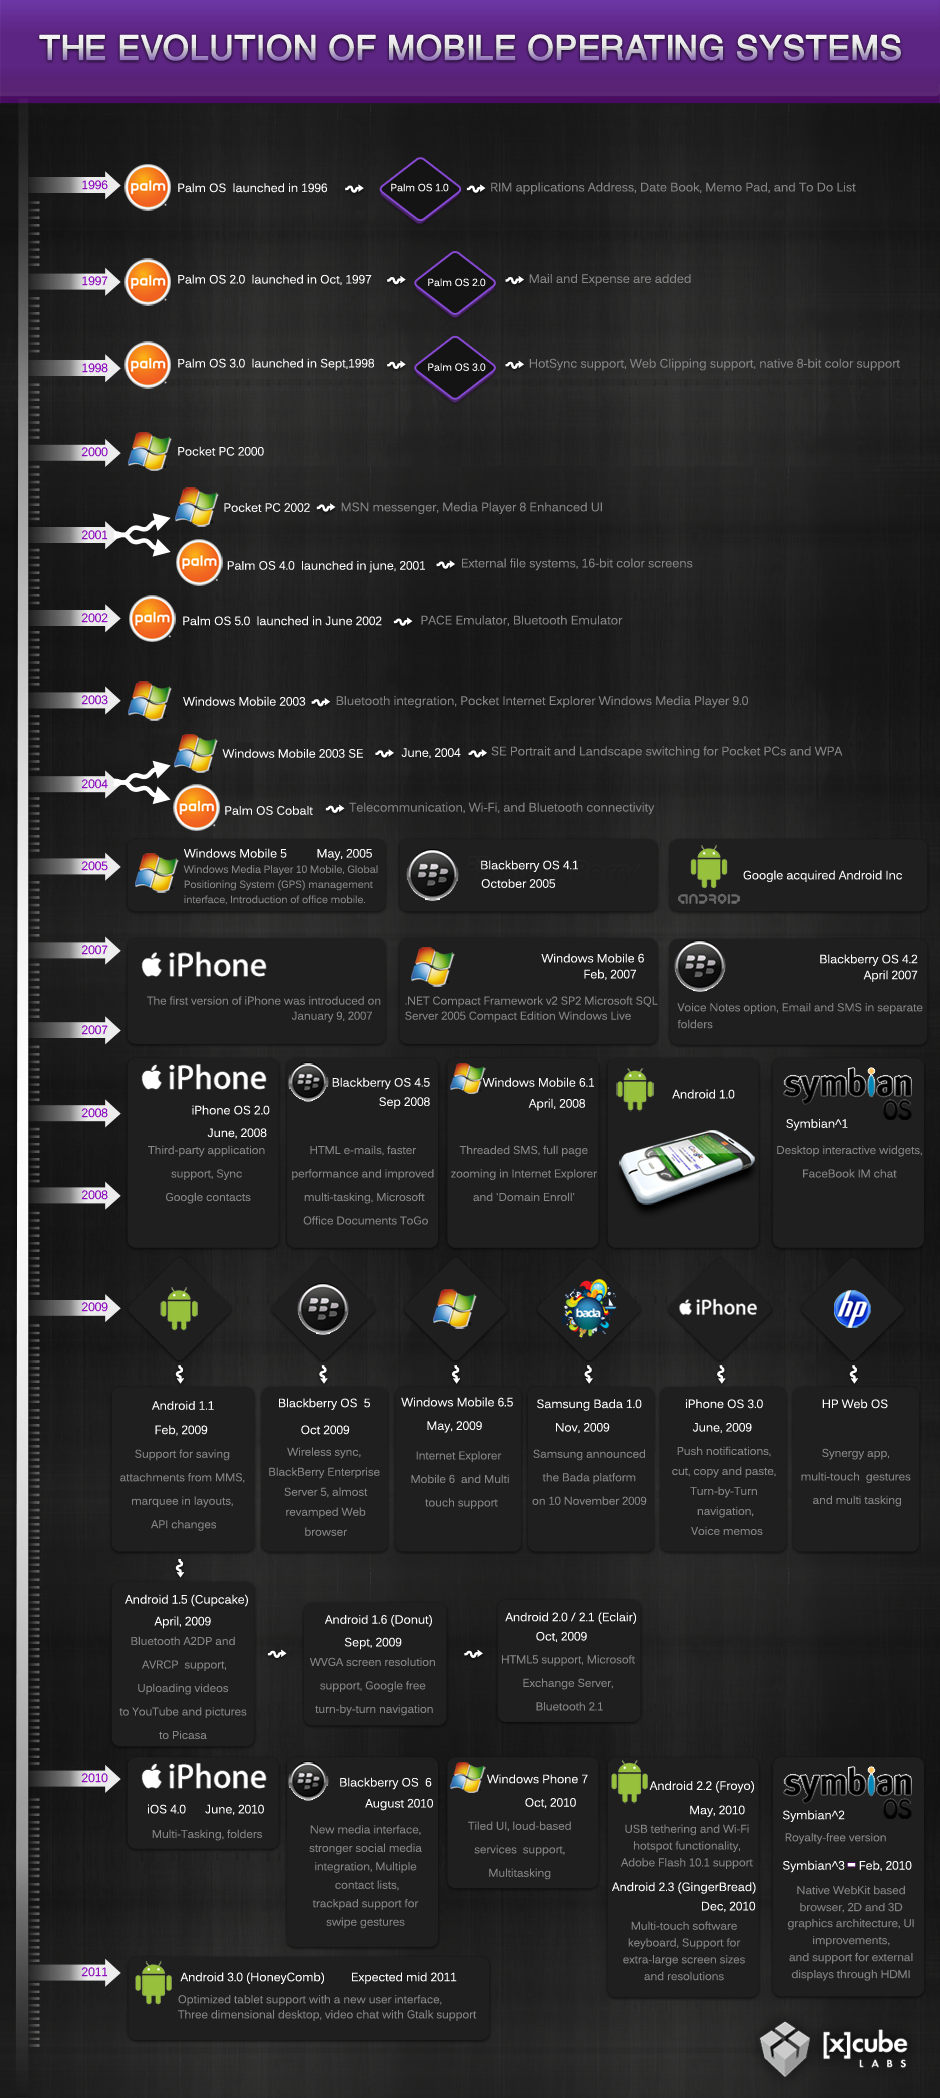 THE EVOLUTION OF MOBILE OPERATING SYSTEMS
1996
palm
Palm OS launched in 1996
Palm OS 1.0
RIM applications Address, Date Book, Memo Pad, and To Do List
1997
palm
Palm OS 2.0 launched in Oct, 1997
Palm OS 2.0
Mail and Expense are added
1998
palm
Palm OS 3.0 launched in Sept,1998
Palm OS 3.0
HotSync support, Web Clipping support, native 8-bit color support
2000
Pocket PC 2000
2001
Pocket PC 2002
MSN messenger, Media Player 8 Enhanced UI
palm
Palm OS 4.0 launched in june, 2001
External file systems, 16-bit color screens
2002
palm
Palm OS 5.0 launched in June 2002
PACE Emulator, Bluetooth Emulator
2003
Windows Mobile 2003
Bluetooth integration, Pocket Internet Explorer Windows Media Player 9.0
2004
Windows Mobile 2003 SE
June, 2004
SE Portrait and Landscape switching for Pocket PCs and WPA
palm
Palm OS Cobalt
Telecommunication, Wi-Fi, and Bluetooth connectivity
2005
Windows Mobile 5 May, 2005
Windows Media Player 10 Mobile, Global
Positioning System (GPS) management
interface, Introduction of office mobile.
Blackberry OS 4.1
October 2005
ANDROID
Google acquired Android Inc
2007
iPhone
The first version of iPhone was introduced on
January 9, 2007
Windows Mobile 6
Feb, 2007
.NET Compact Framework v2 SP2 Microsoft SQL
Server 2005 Compact Edition Windows Live
Blackberry OS 4.2
April 2007
Voice Notes option, Email and SMS in separate
folders
2007
2008
iPhone
iPhone OS 2.0
June, 2008
Third-party application
support, Sync
Google contacts
Blackberry OS 4.5
Sep 2008
HTML e-mails, faster
performance and improved
multi-tasking, Microsoft
Office Documents ToGo
Windows Mobile 6.1
April, 2008
Threaded SMS, full page
zooming in Internet Explorer
and 'Domain Enroll'
Android 1.0
symbian
OS
Symbian^1
Desktop interactive widgets,
FaceBook IM chat
2008
2009
bada
iPhone
hp
Android 1.1
Feb, 2009
Support for saving
attachments from MMS,
marquee in layouts,
API changes
Blackberry OS 5
Oct 2009
Wireless sync,
BlackBerry Enterprise
Server 5, almost
revamped Web
browser
Windows Mobile 6.5
May, 2009
Internet Explorer
Mobile 6 and Multi
touch support
Samsung Bada 1.0
Nov, 2009
Samsung announced
the Bada platform
on 10 November 2009
iPhone OS 3.0
June, 2009
Push notifications,
cut, copy and paste,
Turn-by-Turn
navigation,
Voice memos
HP Web OS
Synergy app,
multi-touch gestures
and multi tasking
Android 1.5 (Cupcake)
April, 2009
Bluetooth A2DP and
AVRCP support,
Uploading videos
to YouTube and pictures
to Picasa
Android 1.6 (Donut)
Sept, 2009
WVGA screen resolution
support, Google free
turn-by-turn navigation
Android 2.0 / 2.1 (Eclair)
Oct, 2009
HTML5 support, Microsoft
Exchange Server,
Bluetooth 2.1
2010
iPhone
iOS 4.0 June, 2010
Multi-Tasking, folders
Blackberry OS 6
August 2010
New media interface,
stronger social media
integration, Multiple
contact lists,
trackpad support for
swipe gestures
Windows Phone 7
Oct, 2010
Tiled UI, loud-based
services support,
Multitasking
Android 2.2 (Froyo)
May, 2010
USB tethering and Wi-Fi
hotspot functionality,
Adobe Flash 10.1 support
Android 2.3 (GingerBread)
Dec, 2010
Multi-touch software
keyboard, Support for
extra-large screen sizes
and resolutions
symbian
OS
Symbian^2
Royalty-free version
Symbian^3 - Feb, 2010
Native WebKit based
browser, 2D and 3D
graphics architecture, UI
improvements,
and support for external
displays through HDMI
2011
Android 3.0 (HoneyComb) Expected mid 2011
Optimized tablet support with a new user interface,
Three dimensional desktop, video chat with Gtalk support
[x]cube
LABS